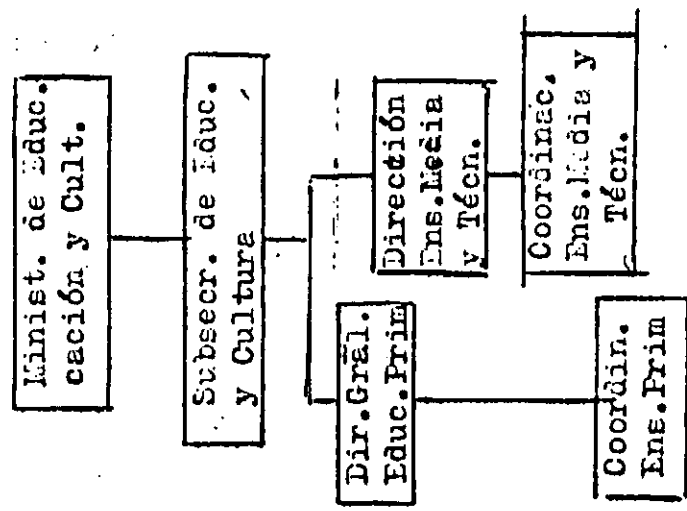 Minist. de Educ.
cación y Cult.
Subsecr. de Educ.
y Cultura
Dir.Gral.
Educ.Prim
Dirección
Ens.Media
y Técn.
Coordin.
Ens.Prim
Coordinac.
Ens.Media y
Técn.